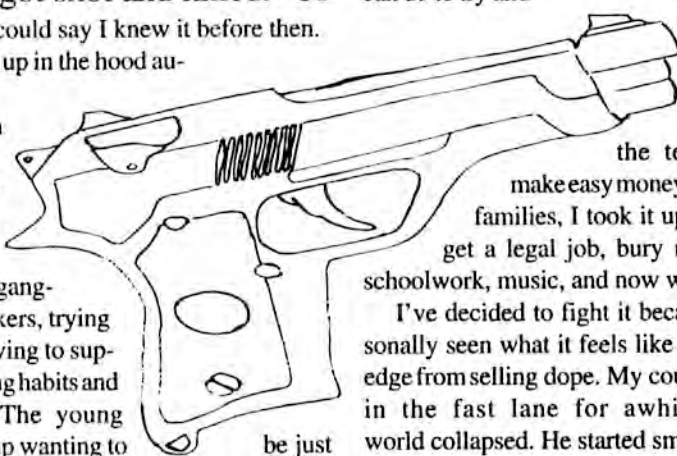 could say I knew it before then.
up in the hood au-
gang-
kers, trying
ying to sup-
ng habits and
The young
p wanting to be just
the te
make easy money
families, I took it up
get a legal job, bury
schoolwork, music, and now w
I've decided to fight it beca
sonally seen what it feels like
edge from selling dope. My cou
in the fast lane for awhi
world collapsed. He started sm